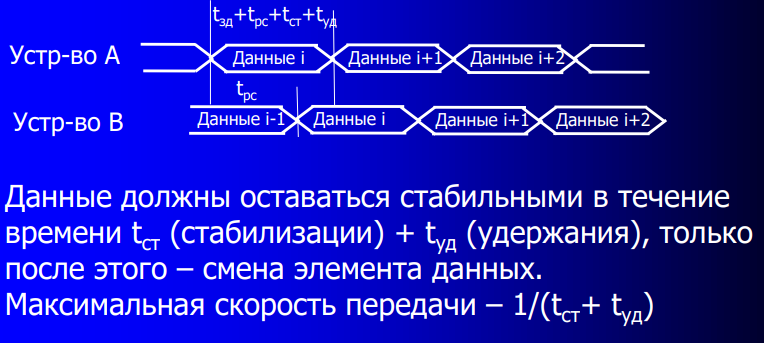 tзд+tрс+tст+tуд
Устр-во А Данные i Данные i+1 Данные i+2
tрс
Устр-во В Данные i-1 Данные i Данные i+1 Данные i+2
Данные должны оставаться стабильными в течение
времени tст (стабилизации) + tуд (удержания), только
после этого – смена элемента данных.
Максимальная скорость передачи – 1/(tст+ tуд)